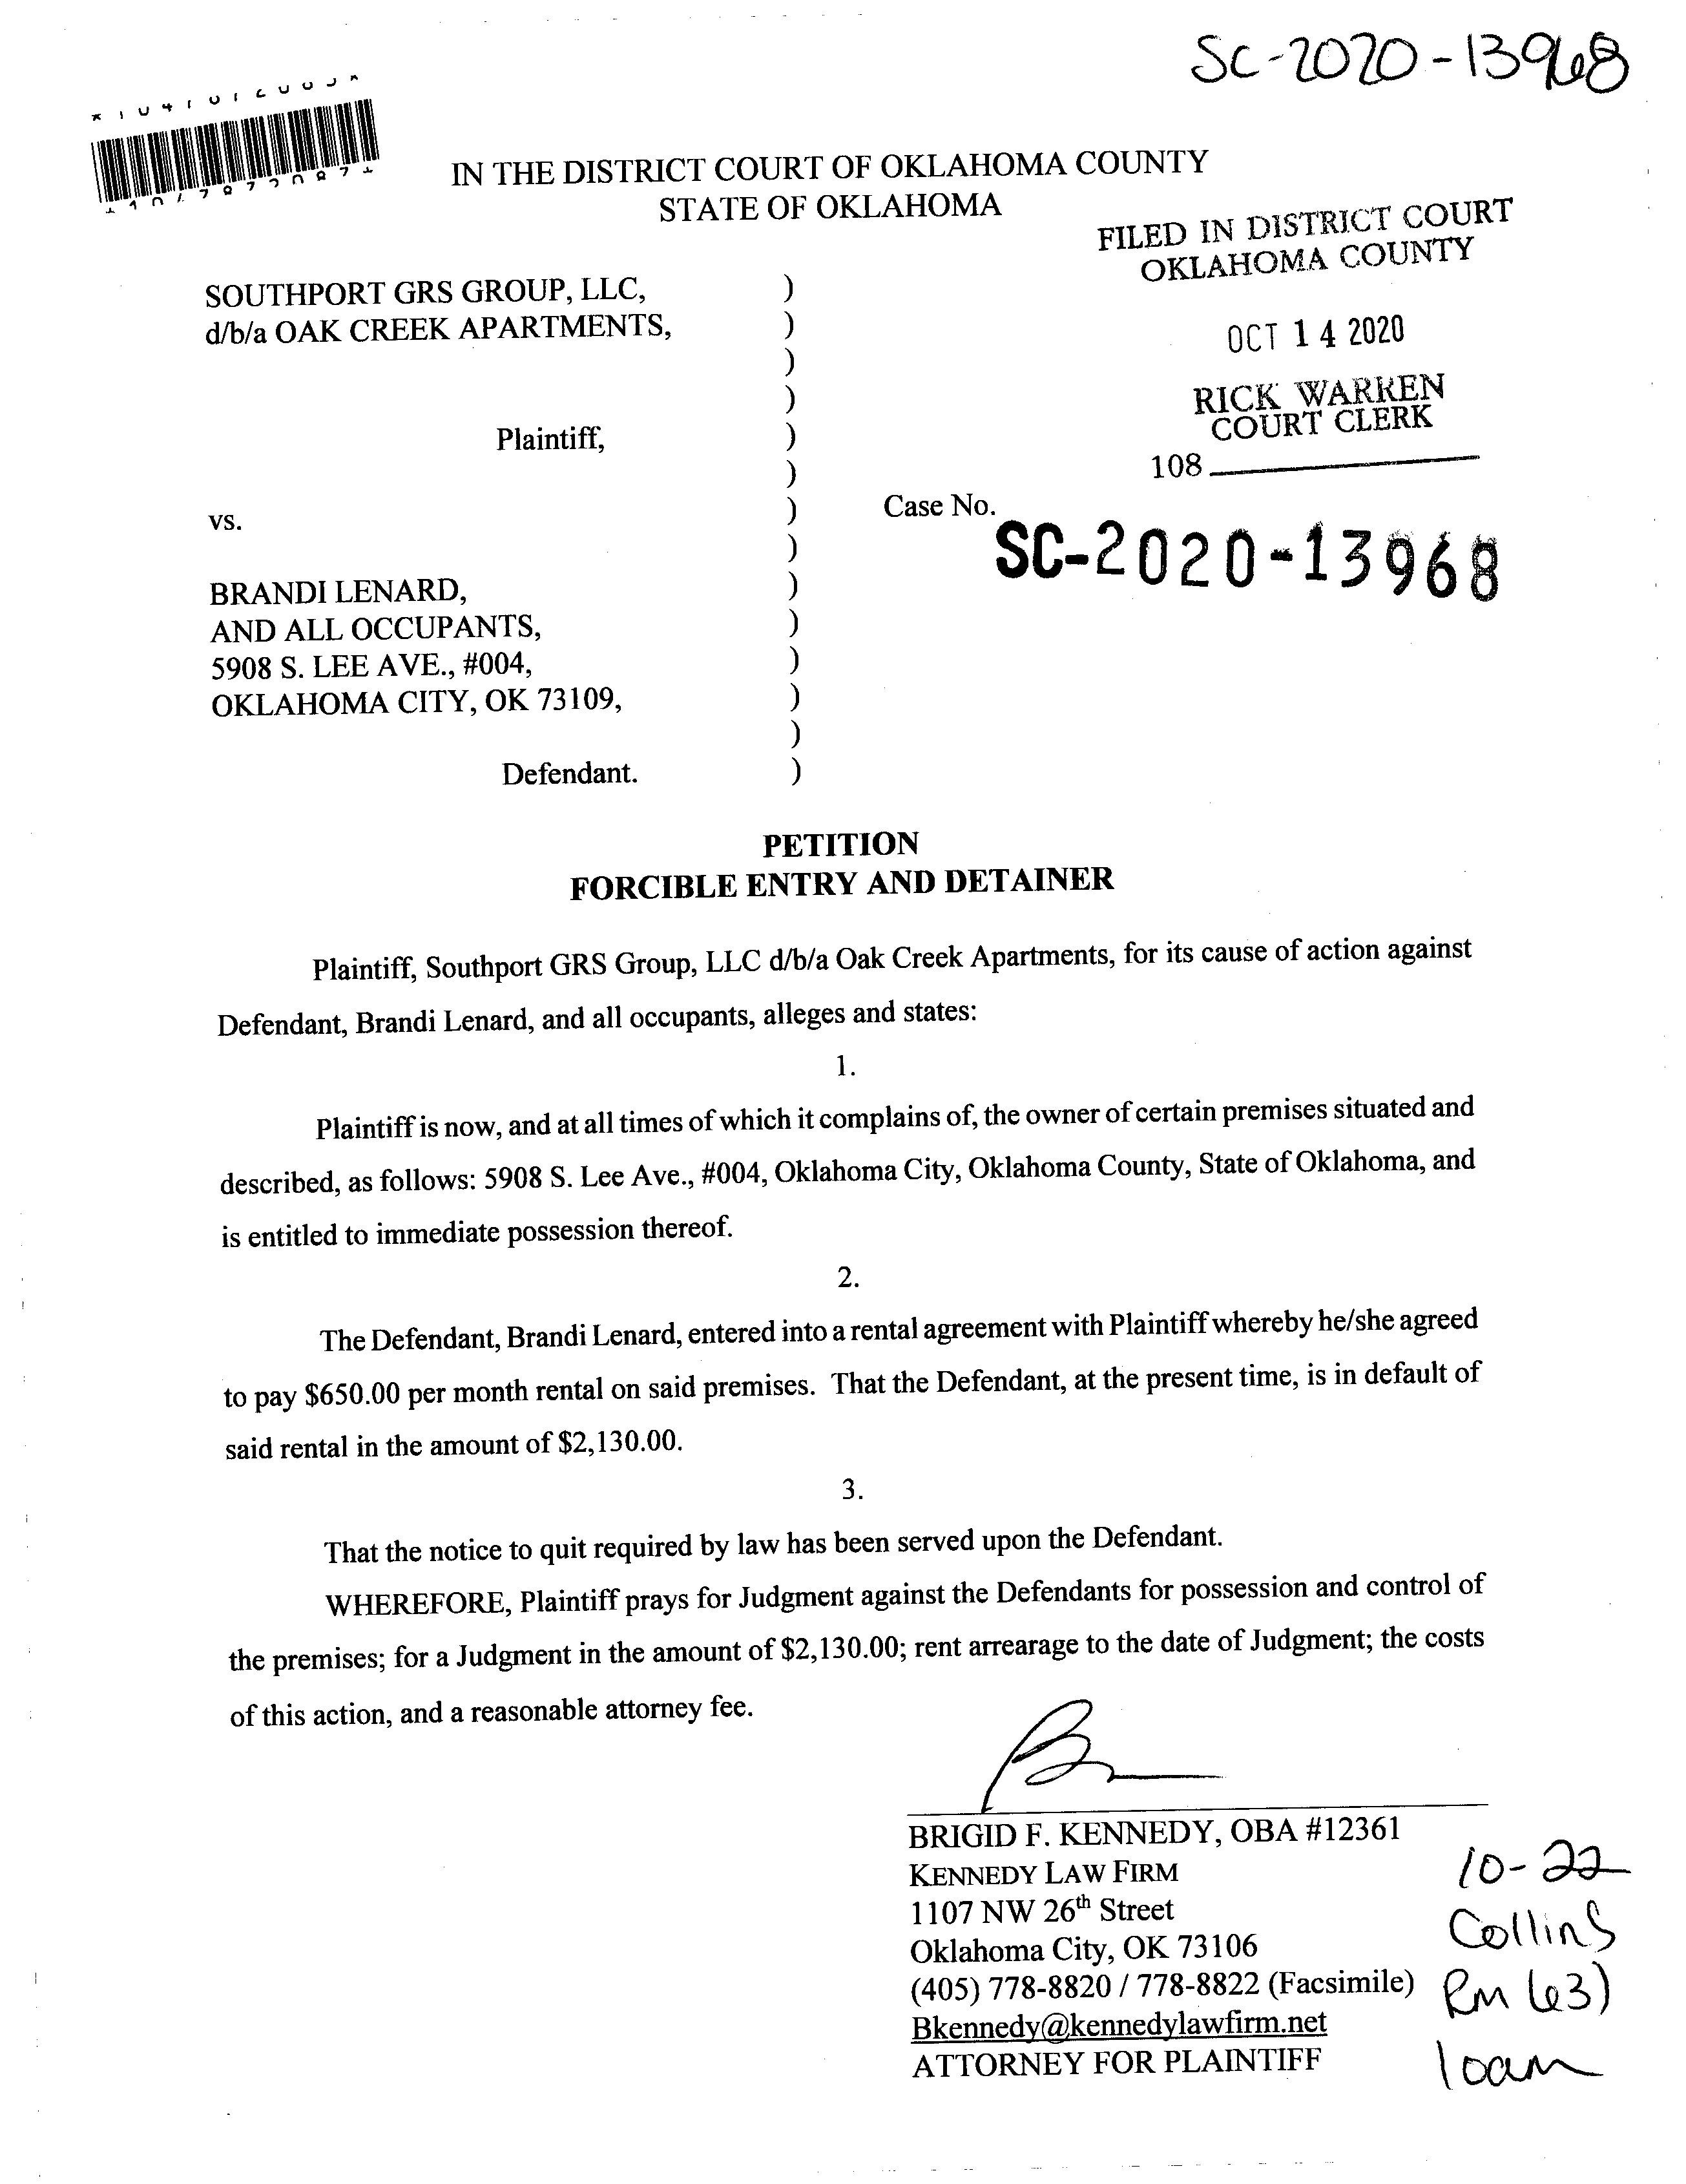 SC-2020-13968
IN THE DISTRICT COURT OF OKLAHOMA COUNTY
STATE OF OKLAHOMA
FILED IN DISTRICT COURT
OKLAHOMA COUNTY
OCT 14 2020
RICK WARREN
COURT CLERK
108
SOUTHPORT GRS GROUP, LLC, )
d/b/a OAK CREEK APARTMENTS, )
)
)
Plaintiff, )
)
vs. )
)
BRANDI LENARD, )
AND ALL OCCUPANTS, )
5908 S. LEE AVE., #004, )
OKLAHOMA CITY, OK 73109, )
)
Defendant. )
Case No.
SC-2020-13968
PETITION
FORCIBLE ENTRY AND DETAINER
Plaintiff, Southport GRS Group, LLC d/b/a Oak Creek Apartments, for its cause of action against
Defendant, Brandi Lenard, and all occupants, alleges and states:
1.
Plaintiff is now, and at all times of which it complains of, the owner of certain premises situated and
described, as follows: 5908 S. Lee Ave., #004, Oklahoma City, Oklahoma County, State of Oklahoma, and
is entitled to immediate possession thereof.
2.
The Defendant, Brandi Lenard, entered into a rental agreement with Plaintiff whereby he/she agreed
to pay $650.00 per month rental on said premises. That the Defendant, at the present time, is in default of
said rental in the amount of $2,130.00.
3.
That the notice to quit required by law has been served upon the Defendant.
WHEREFORE, Plaintiff prays for Judgment against the Defendants for possession and control of
the premises; for a Judgment in the amount of $2,130.00; rent arrearage to the date of Judgment; the costs
of this action, and a reasonable attorney fee.
BRIGID F. KENNEDY, OBA #12361
KENNEDY LAW FIRM
1107 NW 26th Street
Oklahoma City, OK 73106
(405) 778-8820 / 778-8822 (Facsimile)
Bkennedy@kennedylawfirm.net
ATTORNEY FOR PLAINTIFF
10-22
Collins
Rm 63)
10am